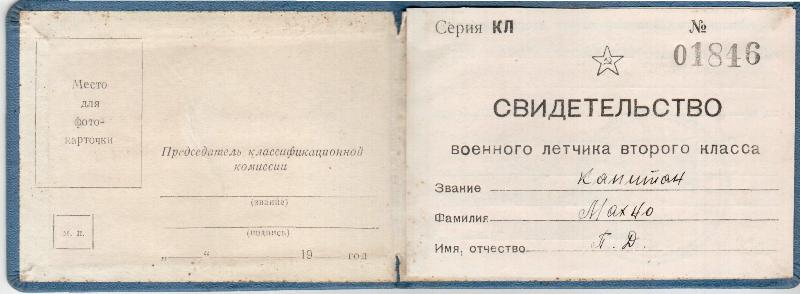 Место
для
фото-
карточки
Председатель классификационной
комиссии
(звание)
(подпись)
м. п.
„ “ 19 год
Серия КЛ №
01846
СВИДЕТЕЛЬСТВО
военного летчика второго класса
Звание капитан
Фамилия Махно
Имя, отчество П. Д.